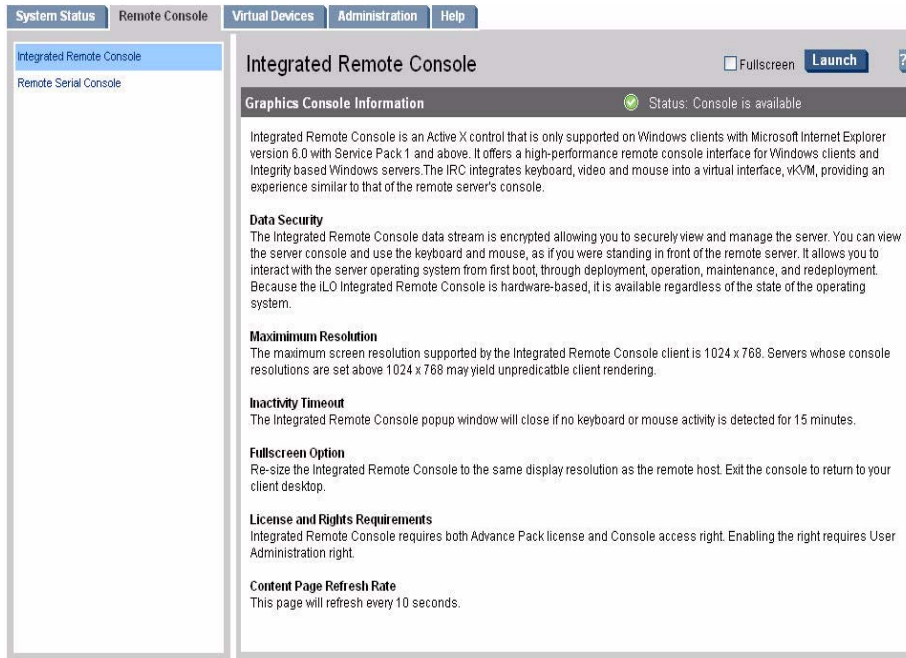 System Status
Remote Console
Virtual Devices
Administration
Help
Integrated Remote Console
Remote Serial Console
Integrated Remote Console
Fullscreen
Launch
?
Graphics Console Information
Status: Console is available
Integrated Remote Console is an Active X control that is only supported on Windows clients with Microsoft Internet Explorer
version 6.0 with Service Pack 1 and above. It offers a high-performance remote console interface for Windows clients and
Integrity based Windows servers.The IRC integrates keyboard, video and mouse into a virtual interface, vKVM, providing an
experience similar to that of the remote server's console.
Data Security
The Integrated Remote Console data stream is encrypted allowing you to securely view and manage the server. You can view
the server console and use the keyboard and mouse, as if you were standing in front of the remote server. It allows you to
interact with the server operating system from first boot, through deployment, operation, maintenance, and redeployment.
Because the iLO Integrated Remote Console is hardware-based, it is available regardless of the state of the operating
system.
Maximimum Resolution
The maximum screen resolution supported by the Integrated Remote Console client is 1024 x 768. Servers whose console
resolutions are set above 1024 x 768 may yield unpredicatble client rendering.
Inactivity Timeout
The Integrated Remote Console popup window will close if no keyboard or mouse activity is detected for 15 minutes.
Fullscreen Option
Re-size the Integrated Remote Console to the same display resolution as the remote host. Exit the console to return to your
client desktop.
License and Rights Requirements
Integrated Remote Console requires both Advance Pack license and Console access right. Enabling the right requires User
Administration right.
Content Page Refresh Rate
This page will refresh every 10 seconds.